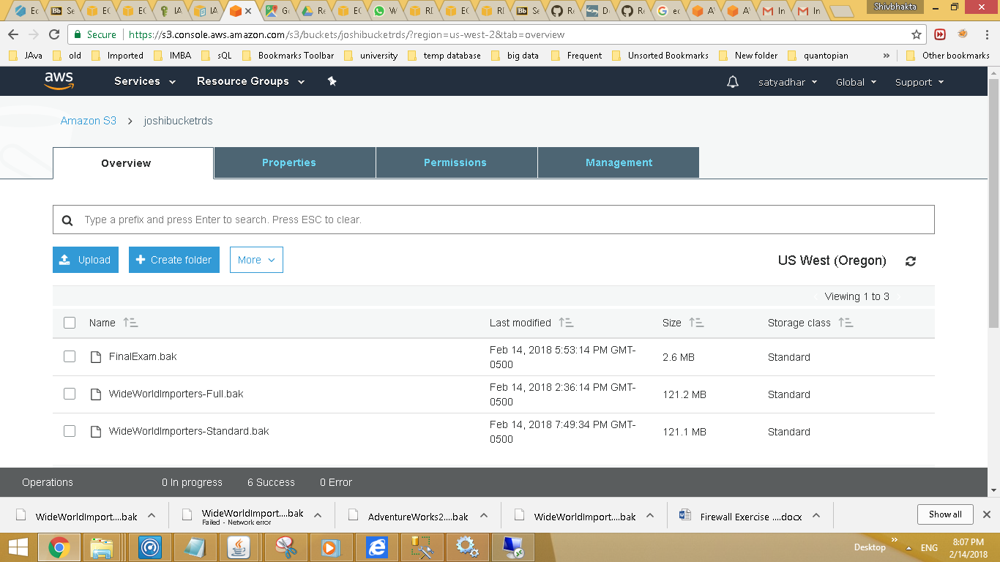 Ec Se EC EC IA IA Go Re EC W RI EC RI Se Ro D Ro ec AV AV In In
Shivbhakta
Secure https://s3.console.aws.amazon.com/s3/buckets/joshibucketrds/?region=us-west-2&tab=overview
JAva old Imported IMBA sQL Bookmarks Toolbar university temp database big data Frequent Unsorted Bookmarks New folder quantopian » Other bookmarks
aws Services Resource Groups satyadhar Global Support
Amazon S3 > joshibucketrds
Overview Properties Permissions Management
Type a prefix and press Enter to search. Press ESC to clear.
Upload Create folder More US West (Oregon)
Viewing 1 to 3
Name Last modified Size Storage class
FinalExam.bak Feb 14, 2018 5:53:14 PM GMT-
0500 2.6 MB Standard
WideWorldImporters-Full.bak Feb 14, 2018 2:36:14 PM GMT-
0500 121.2 MB Standard
WideWorldImporters-Standard.bak Feb 14, 2018 7:49:34 PM GMT-
0500 121.1 MB Standard
Operations 0 In progress 6 Success 0 Error
WideWorldImport....bak WideWorldImport....bak AdventureWorks2....bak WideWorldImport....bak Firewall Exercise ....docx Show all
Failed - Network error
Desktop » ENG 8:07 PM
2/14/2018